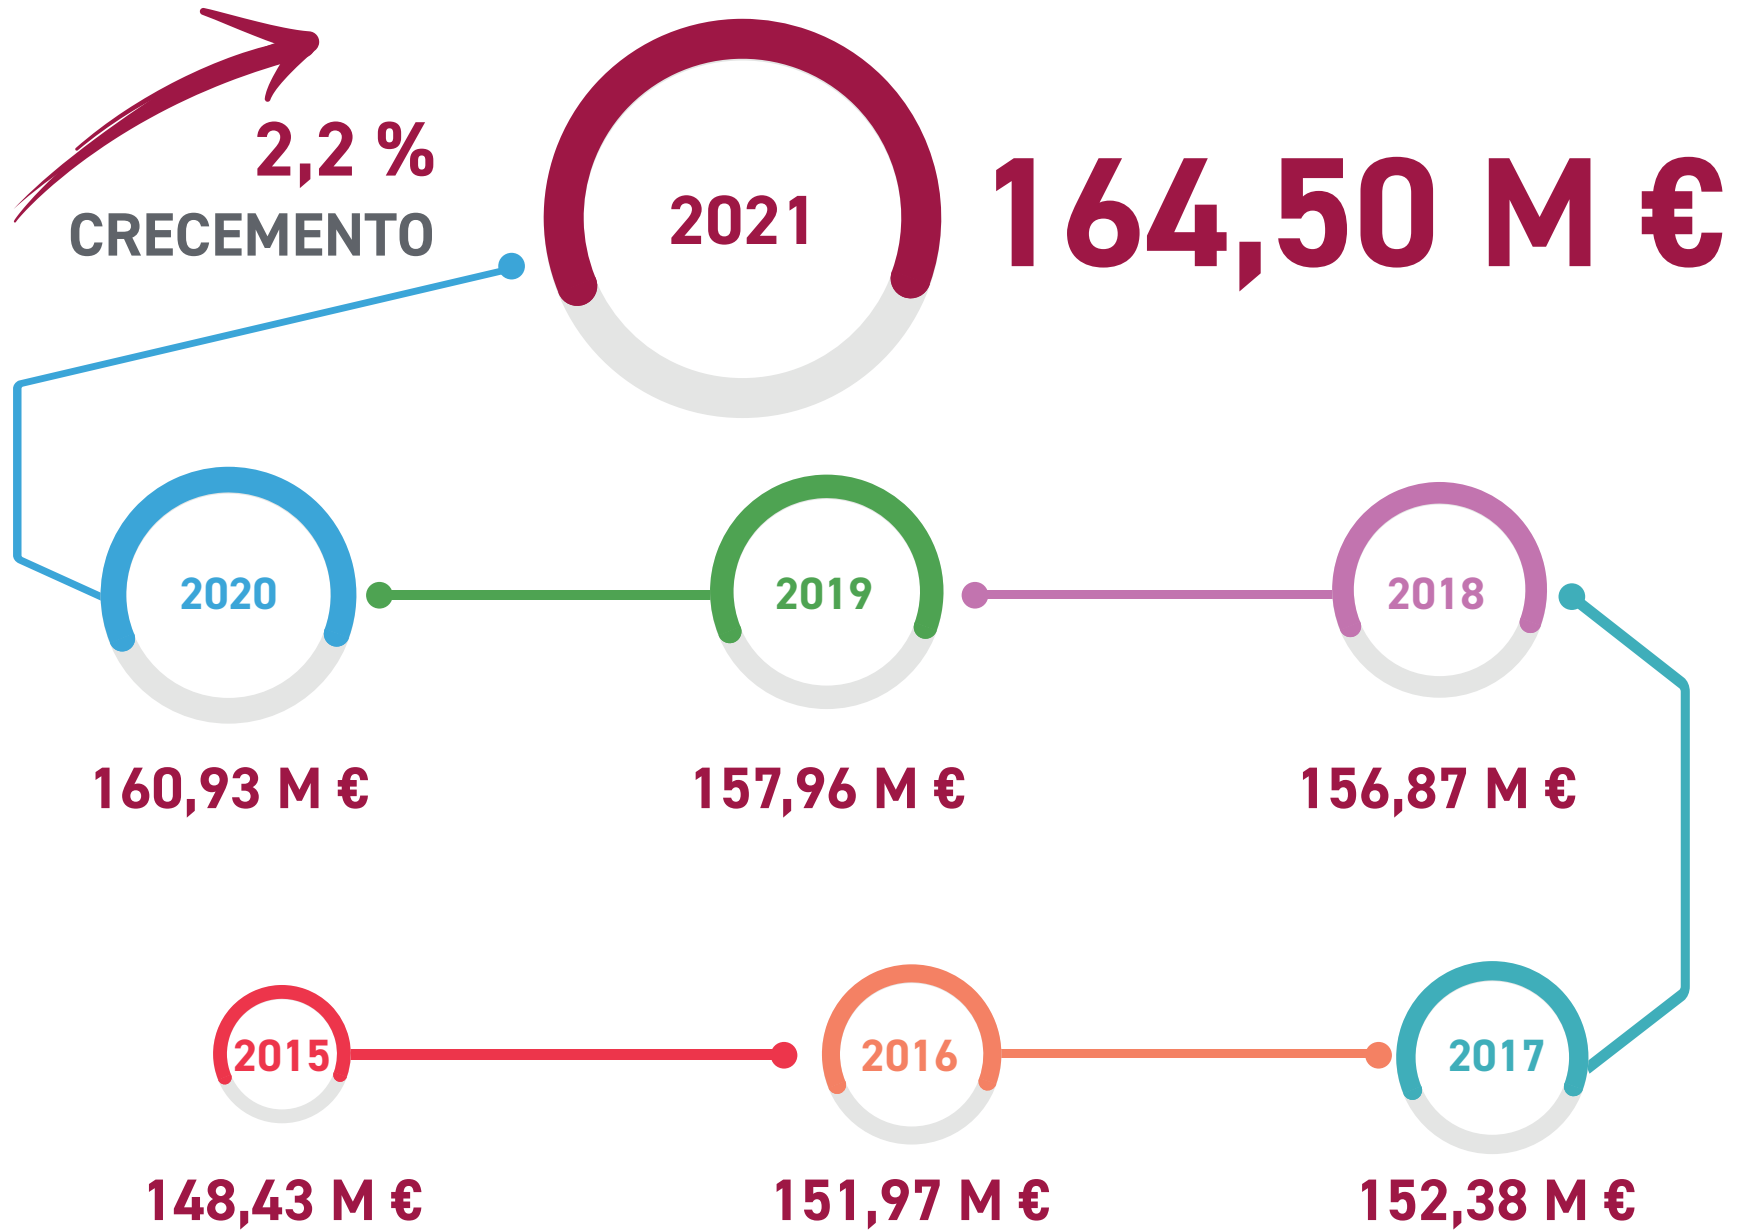 2,2 %
CRECEMENTO
2021
164,50 M €
2020
2019
2018
160,93 M €
157,96 M €
156,87 M €
2015
2016
2017
148,43 M €
151,97 M €
152,38 M €